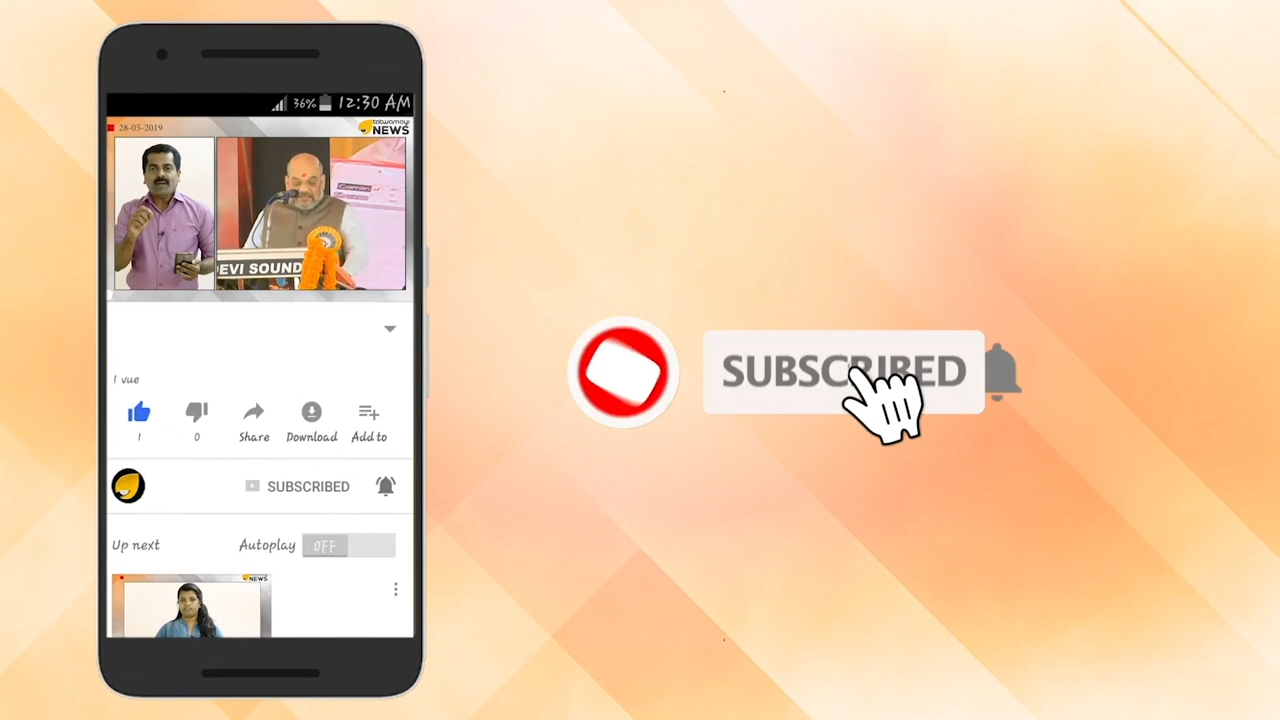 36% 12:30 AM
28-05-2019
tatwamayi
NEWS
DEVI SOUND
1 vue
1
0
Share
Download
Add to
SUBSCRIBED
Up next
Autoplay
OFF
NEWS
SUBSCRIBED